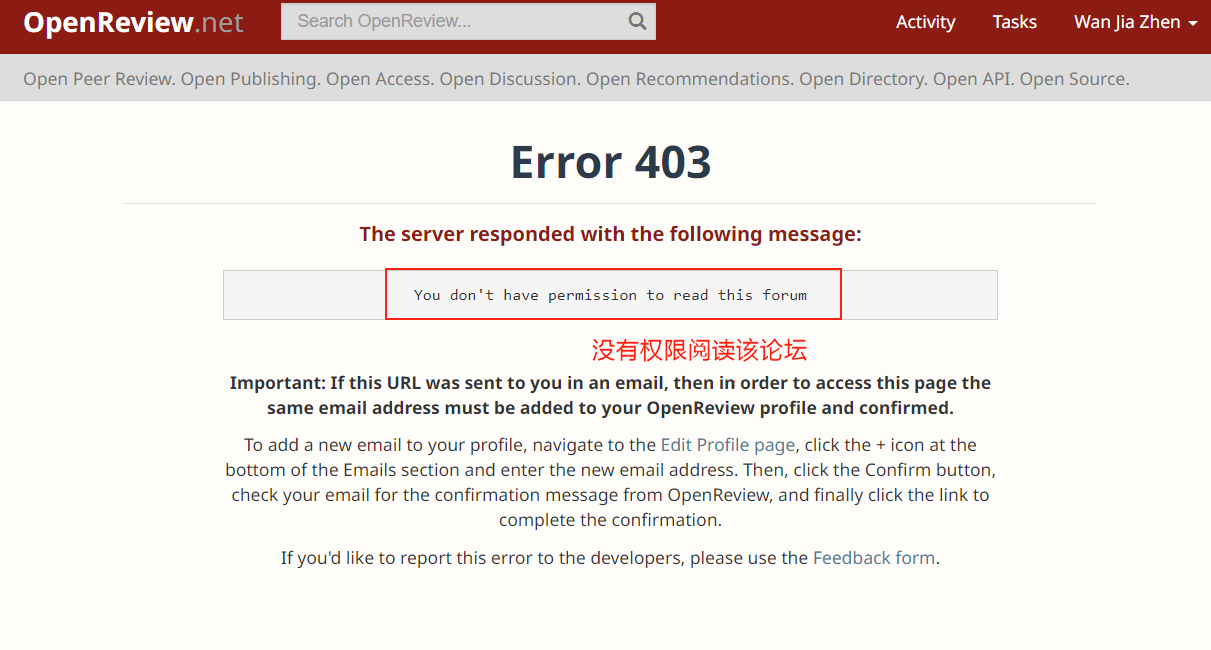 OpenReview.net Search OpenReview... Activity Tasks Wan Jia Zhen
Open Peer Review. Open Publishing. Open Access. Open Discussion. Open Recommendations. Open Directory. Open API. Open Source.
Error 403
The server responded with the following message:
You don't have permission to read this forum
没有权限阅读该论坛
Important: If this URL was sent to you in an email, then in order to access this page the
same email address must be added to your OpenReview profile and confirmed.
To add a new email to your profile, navigate to the Edit Profile page, click the + icon at the
bottom of the Emails section and enter the new email address. Then, click the Confirm button,
check your email for the confirmation message from OpenReview, and finally click the link to
complete the confirmation.
If you'd like to report this error to the developers, please use the Feedback form.